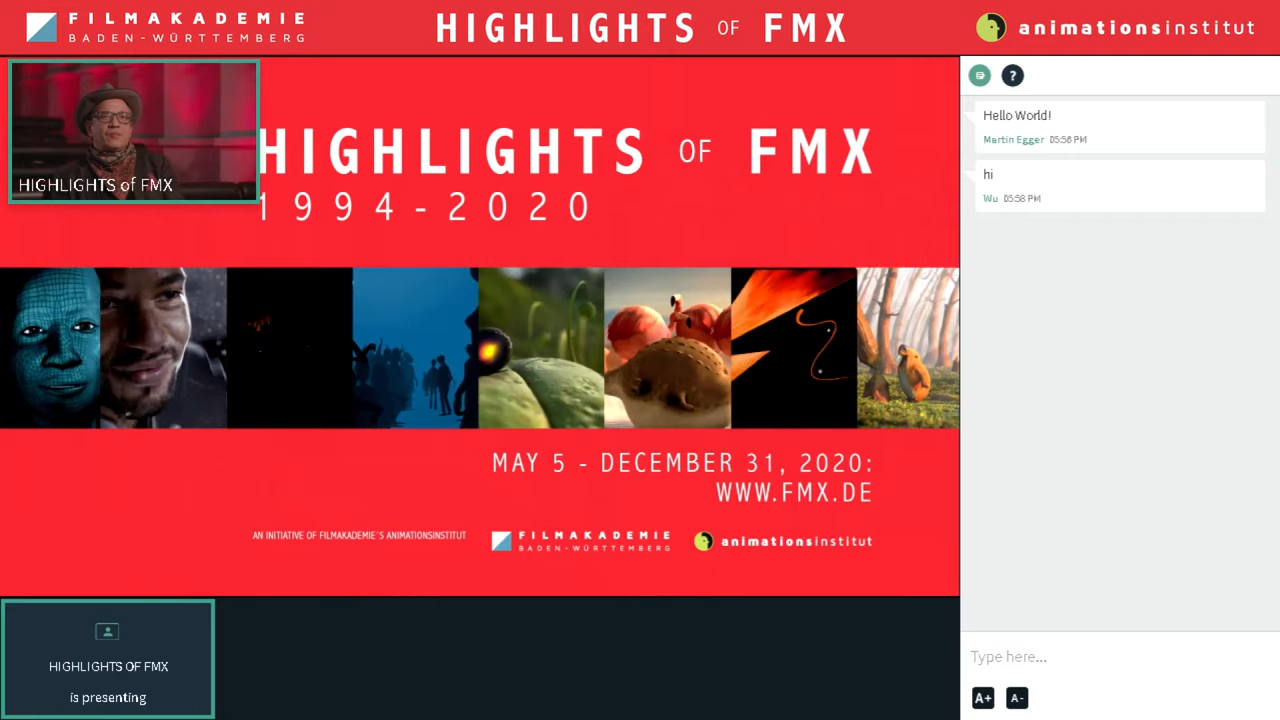 FILMAKADEMIE
BADEN-WÜRTTEMBERG
HIGHLIGHTS OF FMX
animationsinstitut
HIGHLIGHTS of FMX
HIGHLIGHTS OF FMX
1994-2020
MAY 5 - DECEMBER 31, 2020:
WWW.FMX.DE
AN INITIATIVE OF FILMAKADEMIE´S ANIMATIONSINSTITUT
FILMAKADEMIE
BADEN-WÜRTTEMBERG
animationsinstitut
HIGHLIGHTS OF FMX
is presenting
?
Hello World!
Martin Egger 05:56 PM
hi
Wu 05:58 PM
Type here...
A+ A-